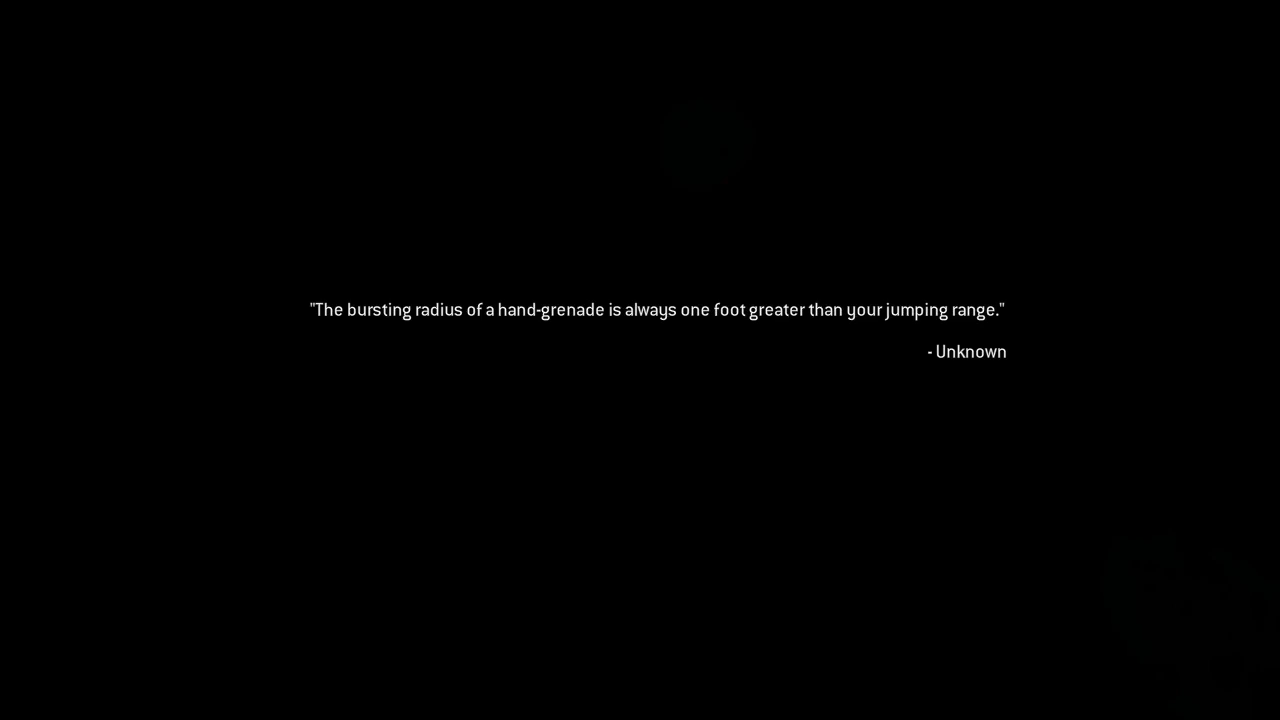 "The bursting radius of a hand-grenade is always one foot greater than your jumping range."
- Unknown